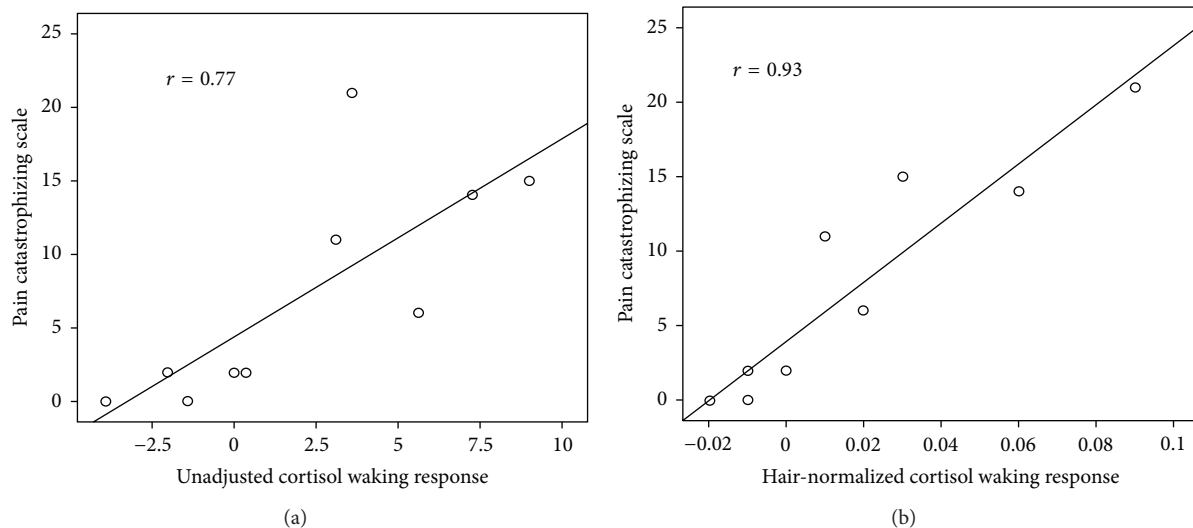 25
20
15
10
5
0
Pain catastrophizing scale
r = 0.77
−2.5 0 2.5 5 7.5 10
Unadjusted cortisol waking response
(a)
25
20
15
10
5
0
Pain catastrophizing scale
r = 0.93
−0.02 0 0.02 0.04 0.06 0.08 0.1
Hair-normalized cortisol waking response
(b)